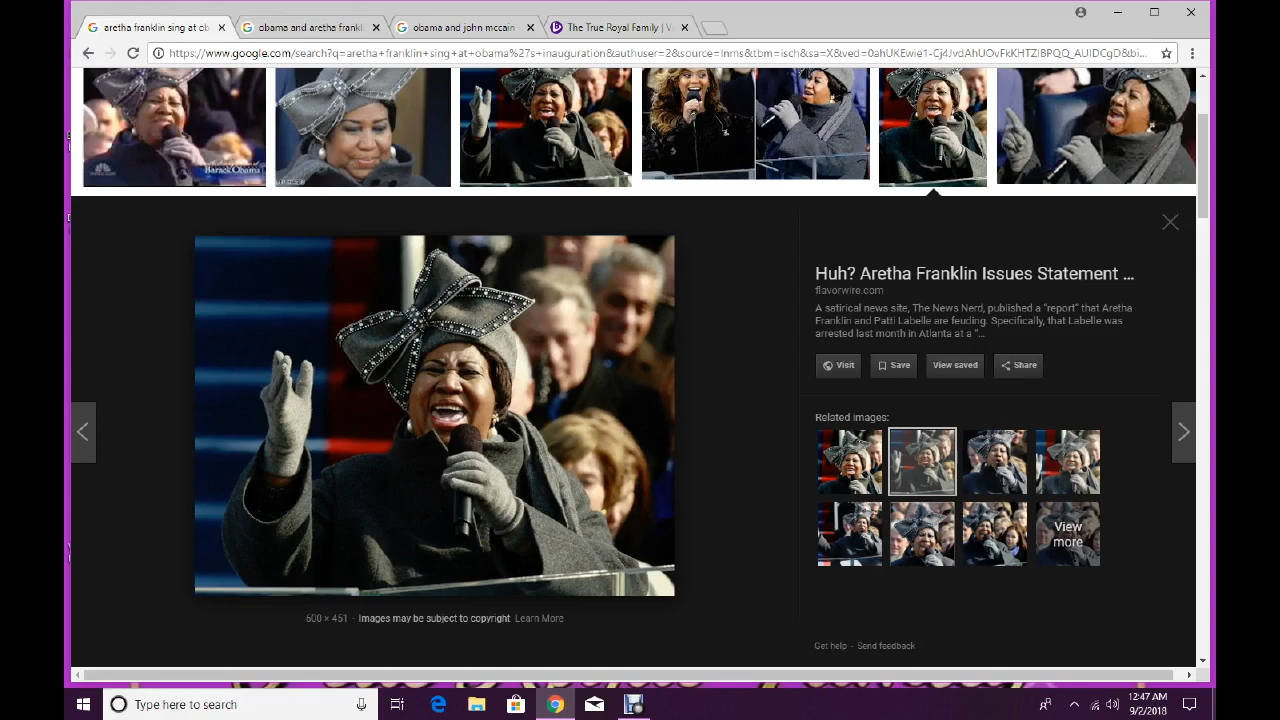 aretha franklin sing at ob
obama and aretha frankl
obama and john mccain
The True Royal Family | V
https://www.google.com/search?q=aretha+franklin+sing+at+obama%27s+inauguration&authuser=2&source=lnms&tbm=isch&sa=X&ved=0ahUKEwie1-Cj4JvdAhUOvFkKHTZIBPQQ_AUIDCgD&bi...
Barack Obama
Huh? Aretha Franklin Issues Statement ...
flavorwire.com
A satirical news site, The News Nerd, published a "report" that Aretha
Franklin and Patti Labelle are feuding. Specifically, that Labelle was
arrested last month in Atlanta at a "...
Visit
Save
View saved
Share
Related images:
View
more
600 × 451 - Images may be subject to copyright. Learn More
Get help - Send feedback
Type here to search
12:47 AM
9/2/2018